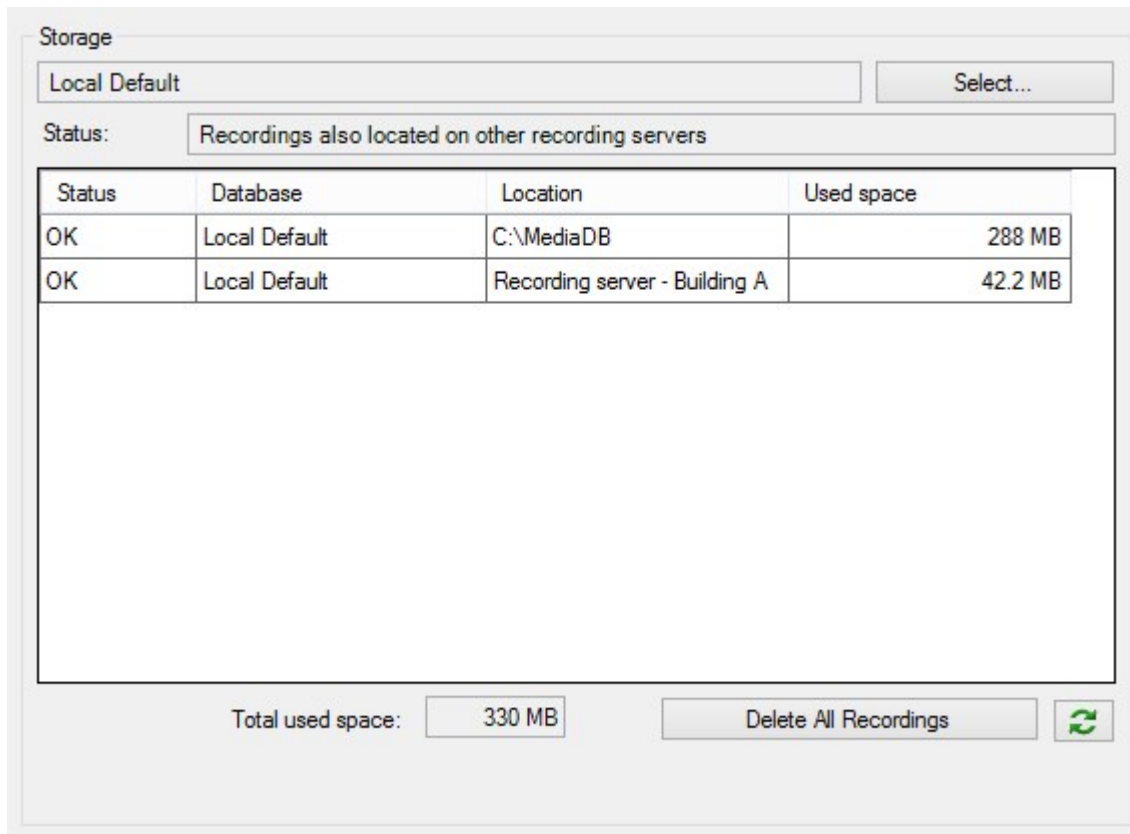 Storage
Local Default Select...
Status: Recordings also located on other recording servers
Status Database Location Used space
OK Local Default C:\MediaDB 288 MB
OK Local Default Recording server - Building A 42.2 MB
Total used space: 330 MB Delete All Recordings